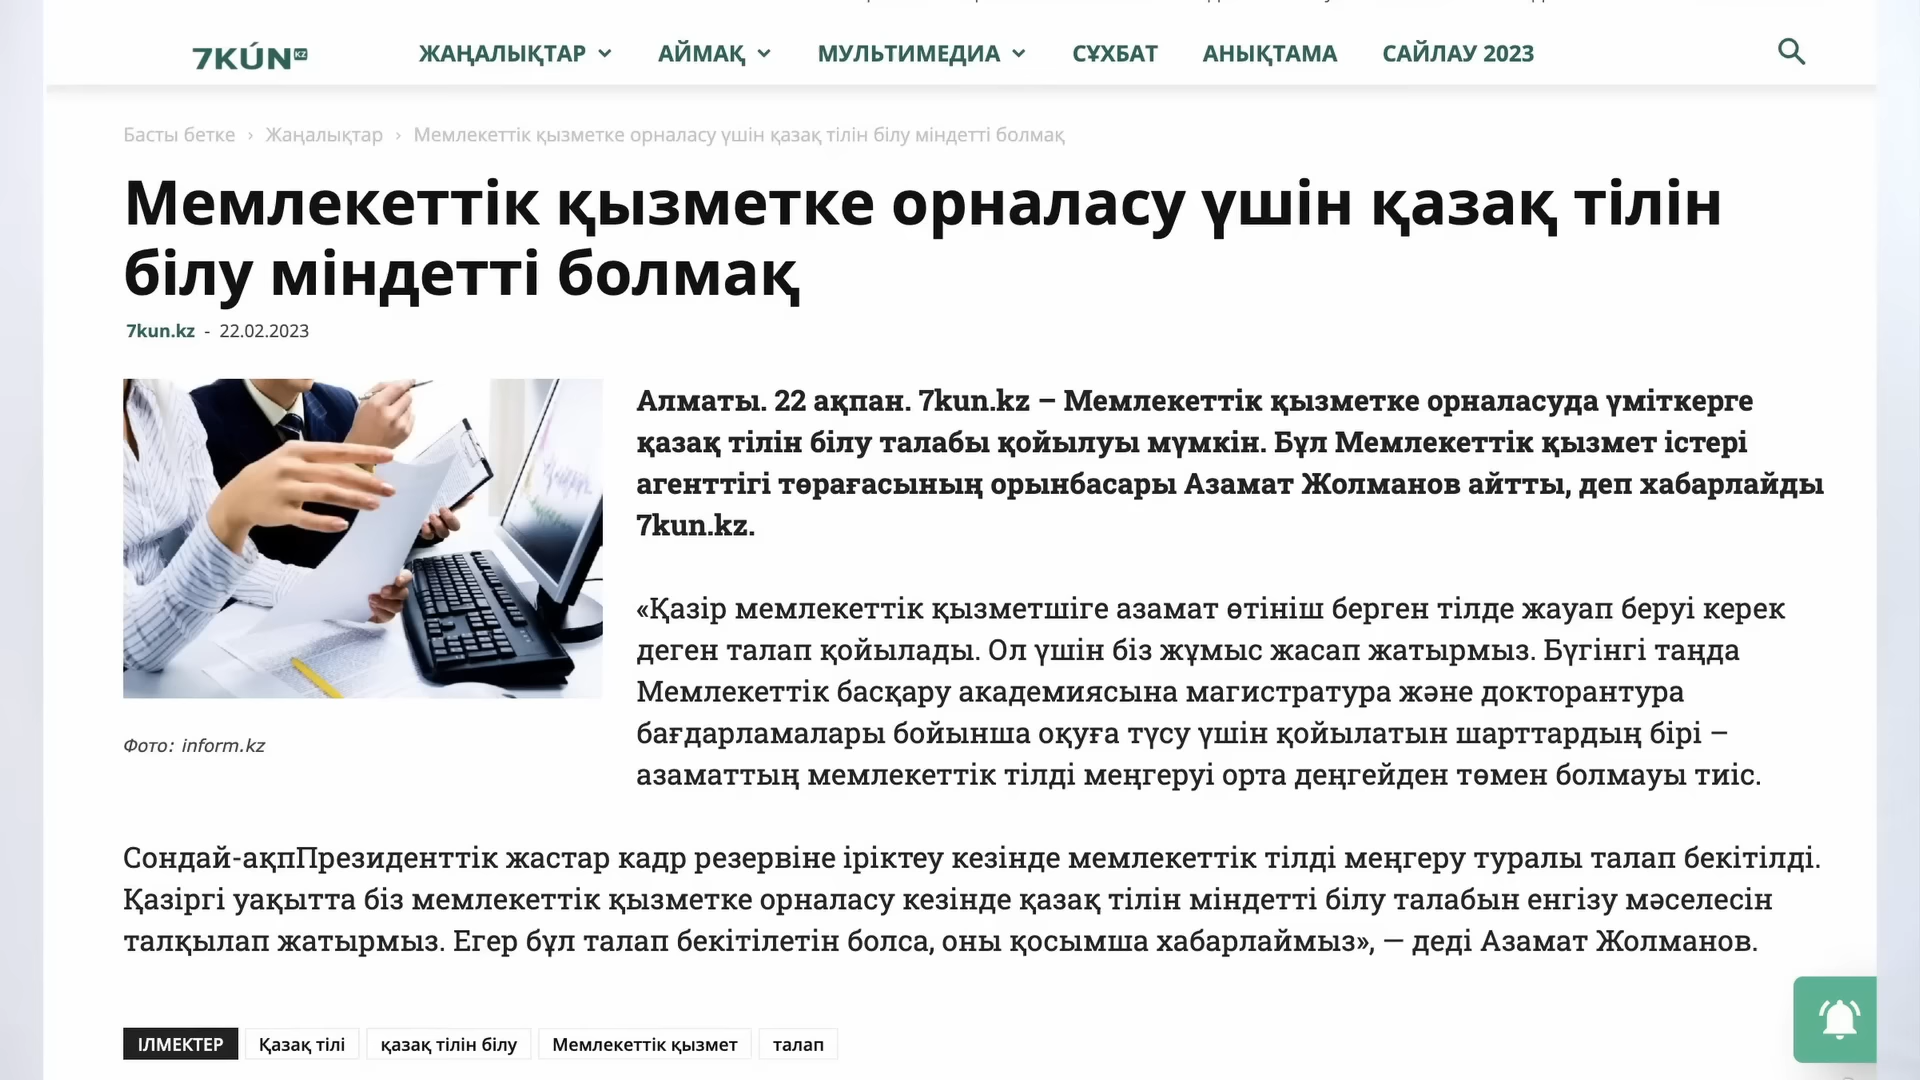 7KÚN KZ
ЖАҢАЛЫҚТАР АЙМАҚ МУЛЬТИМЕДИА СҰХБАТ АНЫҚТАМА САЙЛАУ 2023
Басты бетке › Жаңалықтар › Мемлекеттік қызметке орналасу үшін қазақ тілін білу міндетті болмақ
Мемлекеттік қызметке орналасу үшін қазақ тілін
білу міндетті болмақ
7kun.kz - 22.02.2023
Алматы. 22 ақпан. 7kun.kz – Мемлекеттік қызметке орналасуда үміткерге
қазақ тілін білу талабы қойылуы мүмкін. Бұл Мемлекеттік қызмет істері
агенттігі төрағасының орынбасары Азамат Жолманов айтты, деп хабарлайды
7kun.kz.
«Қазір мемлекеттік қызметшіге азамат өтініш берген тілде жауап беруі керек
деген талап қойылады. Ол үшін біз жұмыс жасап жатырмыз. Бүгінгі таңда
Мемлекеттік басқару академиясына магистратура және докторантура
бағдарламалары бойынша оқуға түсу үшін қойылатын шарттардың бірі –
азаматтың мемлекеттік тілді меңгеруі орта деңгейден төмен болмауы тиіс.
Фото: inform.kz
Сондай-ақпПрезиденттік жастар кадр резервіне іріктеу кезінде мемлекеттік тілді меңгеру туралы талап бекітілді.
Қазіргі уақытта біз мемлекеттік қызметке орналасу кезінде қазақ тілін міндетті білу талабын енгізу мәселесін
талқылап жатырмыз. Егер бұл талап бекітілетін болса, оны қосымша хабарлаймыз», — деді Азамат Жолманов.
ІЛМЕКТЕР Қазақ тілі қазақ тілін білу Мемлекеттік қызмет талап